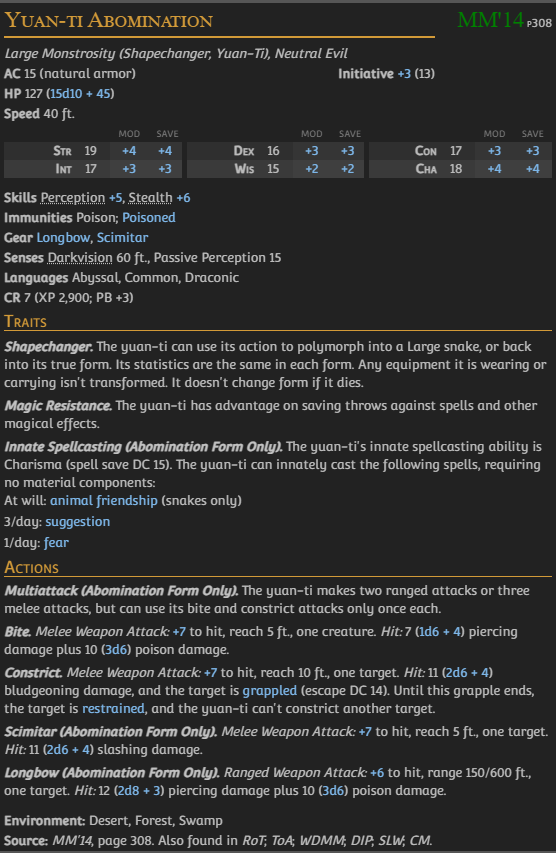 Yuan-ti Abomination MM'14 p308
Large Monstrosity (Shapechanger, Yuan-Ti), Neutral Evil
AC 15 (natural armor) Initiative +3 (13)
HP 127 (15d10 + 45)
Speed 40 ft.
MOD SAVE MOD SAVE MOD SAVE
Str 19 +4 +4 Dex 16 +3 +3 Con 17 +3 +3
Int 17 +3 +3 Wis 15 +2 +2 Cha 18 +4 +4
Skills Perception +5, Stealth +6
Immunities Poison; Poisoned
Gear Longbow, Scimitar
Senses Darkvision 60 ft., Passive Perception 15
Languages Abyssal, Common, Draconic
CR 7 (XP 2,900; PB +3)
Traits
Shapechanger. The yuan-ti can use its action to polymorph into a Large snake, or back
into its true form. Its statistics are the same in each form. Any equipment it is wearing or
carrying isn't transformed. It doesn't change form if it dies.
Magic Resistance. The yuan-ti has advantage on saving throws against spells and other
magical effects.
Innate Spellcasting (Abomination Form Only). The yuan-ti's innate spellcasting ability is
Charisma (spell save DC 15). The yuan-ti can innately cast the following spells, requiring
no material components:
At will: animal friendship (snakes only)
3/day: suggestion
1/day: fear
Actions
Multiattack (Abomination Form Only). The yuan-ti makes two ranged attacks or three
melee attacks, but can use its bite and constrict attacks only once each.
Bite. Melee Weapon Attack: +7 to hit, reach 5 ft., one creature. Hit: 7 (1d6 + 4) piercing
damage plus 10 (3d6) poison damage.
Constrict. Melee Weapon Attack: +7 to hit, reach 10 ft., one target. Hit: 11 (2d6 + 4)
bludgeoning damage, and the target is grappled (escape DC 14). Until this grapple ends,
the target is restrained, and the yuan-ti can't constrict another target.
Scimitar (Abomination Form Only). Melee Weapon Attack: +7 to hit, reach 5 ft., one target.
Hit: 11 (2d6 + 4) slashing damage.
Longbow (Abomination Form Only). Ranged Weapon Attack: +6 to hit, range 150/600 ft.,
one target. Hit: 12 (2d8 + 3) piercing damage plus 10 (3d6) poison damage.
Environment: Desert, Forest, Swamp
Source: MM'14, page 308. Also found in RoT; ToA; WDMM; DIP; SLW; CM.